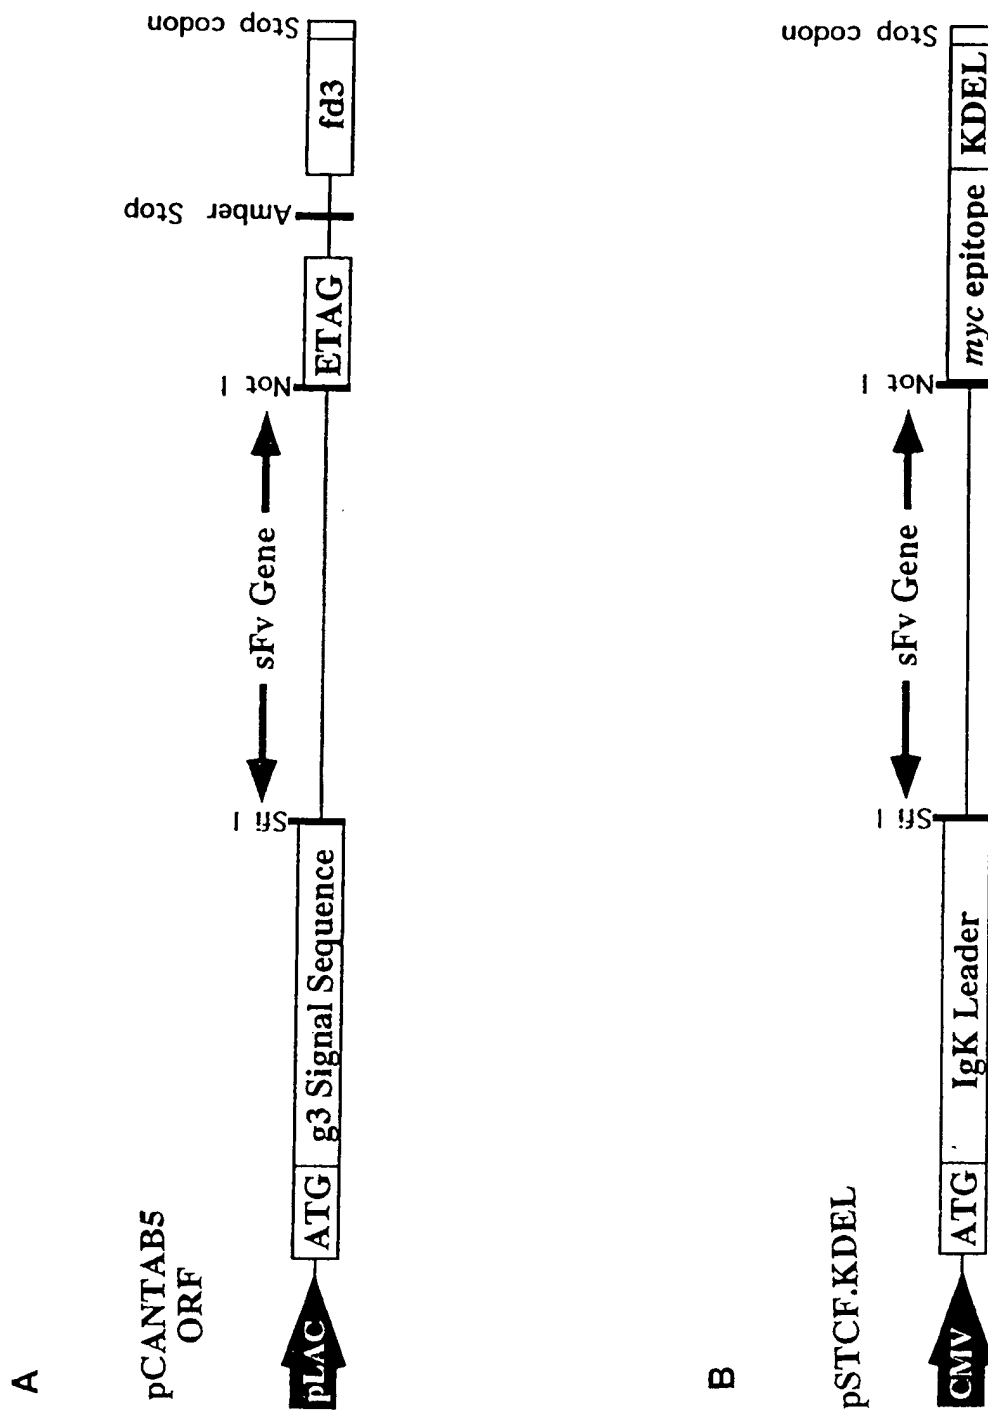 A
pCANTAB5
ORF
pLAC
ATG
g3 Signal Sequence
Sfi I
sFv Gene
Not I
ETAG
Amber Stop
fd3
Stop codon
B
pSTCF.KDEL
CMV
ATG
IgK Leader
Sfi I
sFv Gene
Not I
myc epitope
KDEL
Stop codon